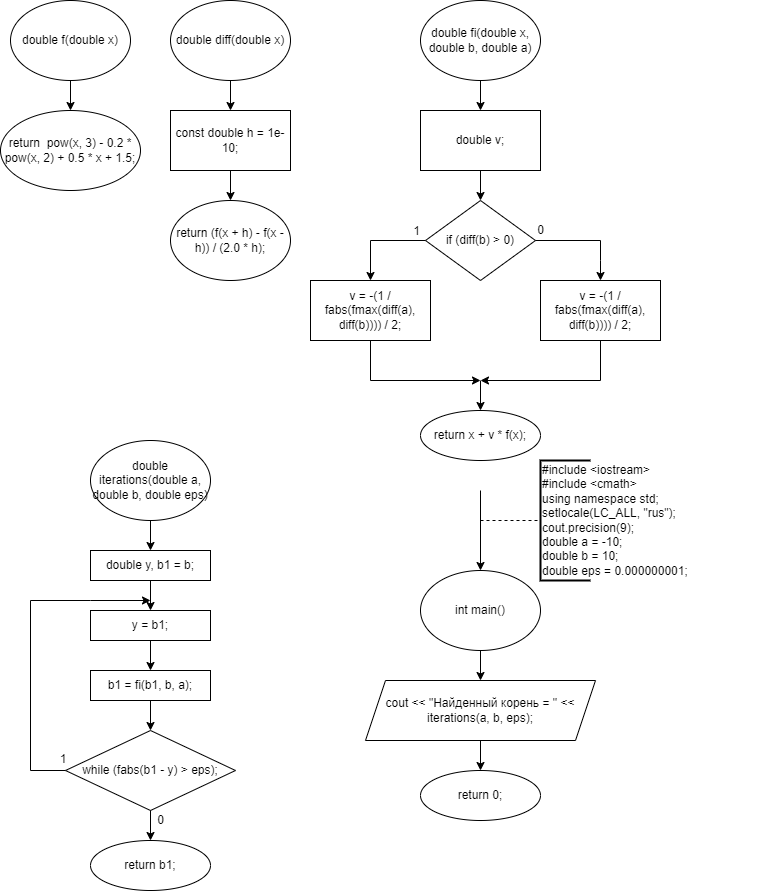 double f(double x)
return  pow(x, 3) - 0.2 *
pow(x, 2) + 0.5 * x + 1.5;
double diff(double x)
const double h = 1e-
10;
return (f(x + h) - f(x -
h)) / (2.0 * h);
double fi(double x,
double b, double a)
double v;
if (diff(b) > 0)
1
0
v = -(1 /
fabs(fmax(diff(a),
diff(b)))) / 2;
v = -(1 /
fabs(fmax(diff(a),
diff(b)))) / 2;
return x + v * f(x);
double
iterations(double a,
double b, double eps)
double y, b1 = b;
y = b1;
b1 = fi(b1, b, a);
while (fabs(b1 - y) > eps);
1
0
return b1;
#include <iostream>
#include <cmath>
using namespace std;
setlocale(LC_ALL, "rus");
cout.precision(9);
double a = -10;
double b = 10;
double eps = 0.000000001;
int main()
cout << "Найденный корень = " <<
iterations(a, b, eps);
return 0;